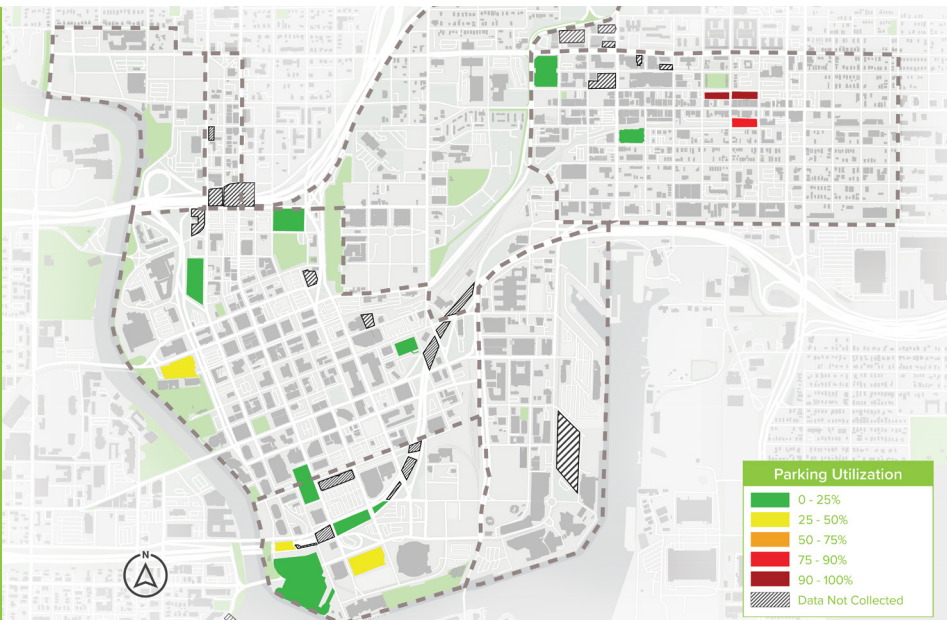 N
Parking Utilization
0 - 25%
25 - 50%
50 - 75%
75 - 90%
90 - 100%
Data Not Collected